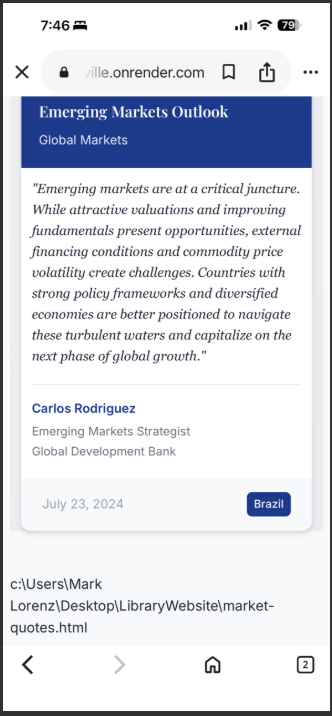 7:46
79
ville.onrender.com
Emerging Markets Outlook
Global Markets
"Emerging markets are at a critical juncture.
While attractive valuations and improving
fundamentals present opportunities, external
financing conditions and commodity price
volatility create challenges. Countries with
strong policy frameworks and diversified
economies are better positioned to navigate
these turbulent waters and capitalize on the
next phase of global growth."
Carlos Rodriguez
Emerging Markets Strategist
Global Development Bank
July 23, 2024
Brazil
c:\Users\Mark
Lorenz\Desktop\LibraryWebsite\market-
quotes.html
2